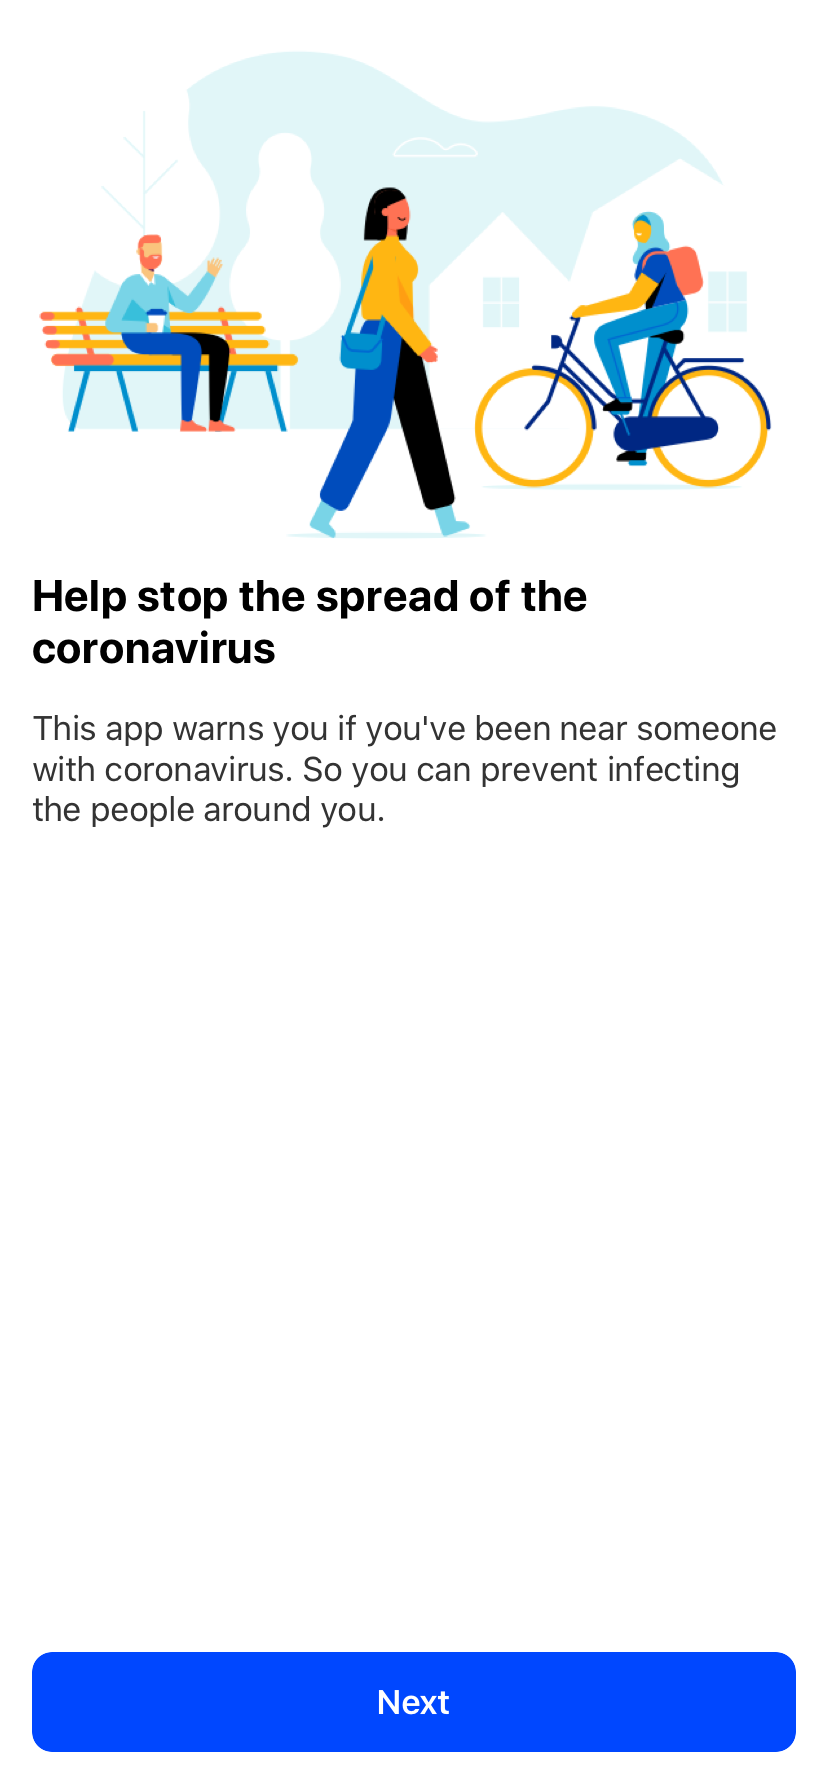 Help stop the spread of the
coronavirus
This app warns you if you've been near someone
with coronavirus. So you can prevent infecting
the people around you.
Next